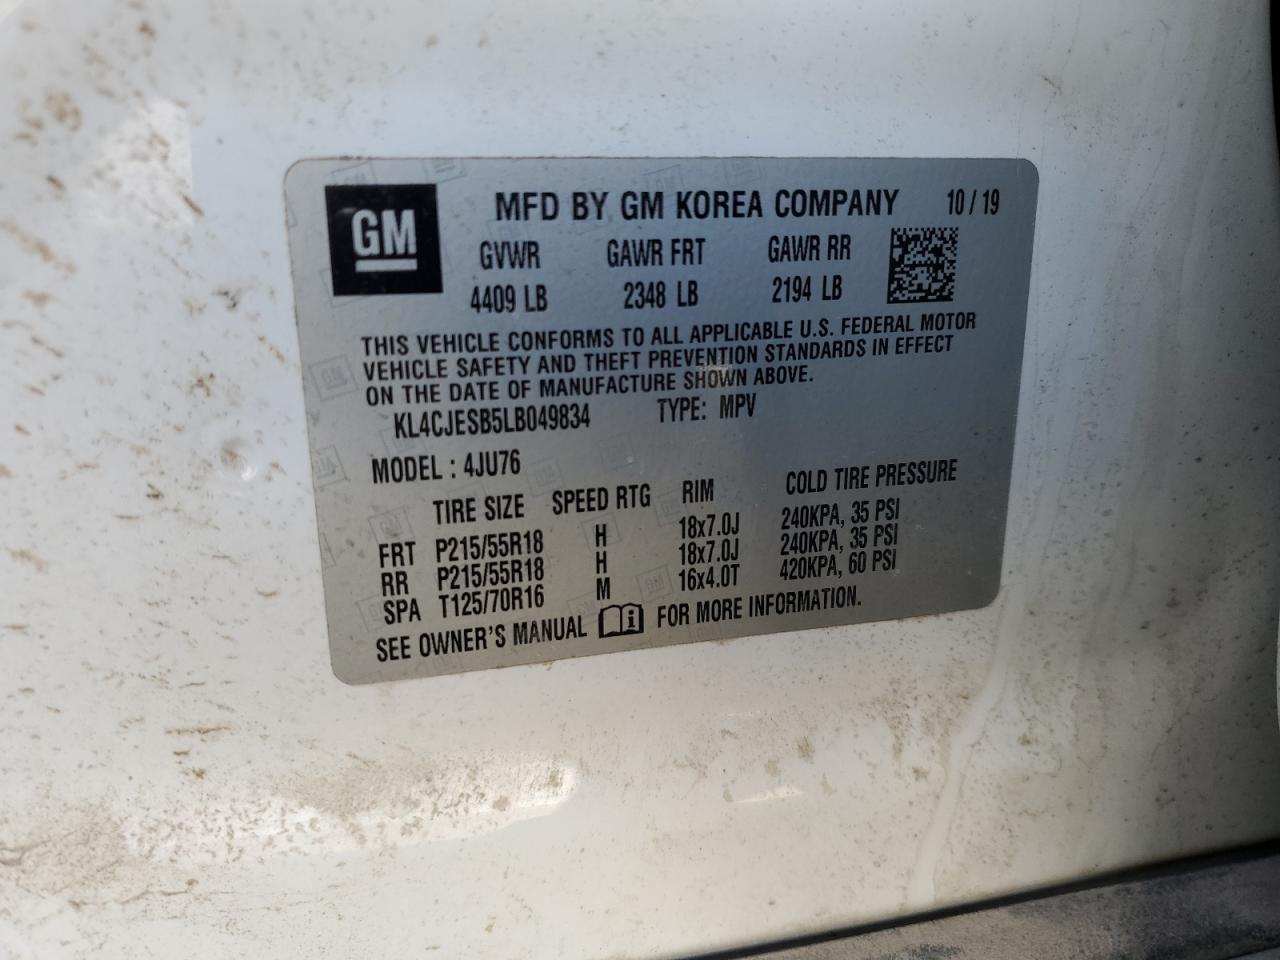 GM
MFD BY GM KOREA COMPANY 10 / 19
GVWR GAWR FRT GAWR RR
4409 LB 2348 LB 2194 LB
THIS VEHICLE CONFORMS TO ALL APPLICABLE U.S. FEDERAL MOTOR
VEHICLE SAFETY AND THEFT PREVENTION STANDARDS IN EFFECT
ON THE DATE OF MANUFACTURE SHOWN ABOVE.
KL4CJESB5LB049834 TYPE: MPV
MODEL : 4JU76
TIRE SIZE SPEED RTG RIM COLD TIRE PRESSURE
FRT P215/55R18 H 18x7.0J 240KPA, 35 PSI
RR P215/55R18 H 18x7.0J 240KPA, 35 PSI
SPA T125/70R16 M 16x4.0T 420KPA, 60 PSI
SEE OWNER'S MANUAL FOR MORE INFORMATION.